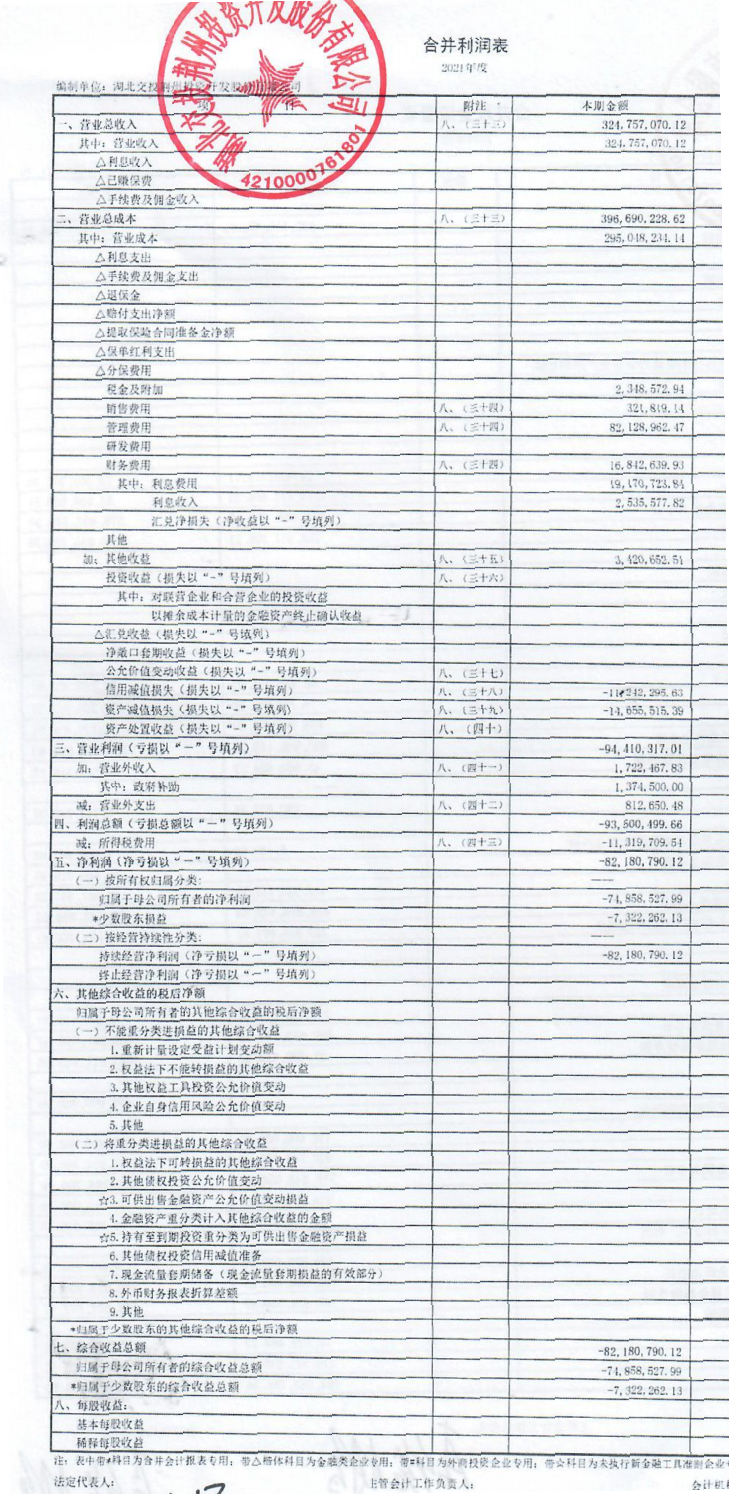 合并利润表
2021年度
编制单位：湖北交投荆州投资开发股份有限公司
项 目 附注 本期金额
一、营业总收入 八、（三十三） 324,757,070.12
其中：营业收入 324,757,070.12
△利息收入
△已赚保费
△手续费及佣金收入
二、营业总成本 八、（三十三） 396,690,228.62
其中：营业成本 295,048,234.14
△利息支出
△手续费及佣金支出
△退保金
△赔付支出净额
△提取保险合同准备金净额
△保单红利支出
△分保费用
税金及附加 2,348,572.94
销售费用 八、（三十四） 321,819.14
管理费用 八、（三十四） 82,128,962.47
研发费用
财务费用 八、（三十四） 16,842,639.93
其中：利息费用 19,170,723.84
利息收入 2,535,577.82
汇兑净损失（净收益以“-”号填列）
其他
加：其他收益 八、（三十五） 3,420,652.51
投资收益（损失以“-”号填列） 八、（三十六）
其中：对联营企业和合营企业的投资收益
以摊余成本计量的金融资产终止确认收益
△汇兑收益（损失以“-”号填列）
净敞口套期收益（损失以“-”号填列）
公允价值变动收益（损失以“-”号填列） 八、（三十七）
信用减值损失（损失以“-”号填列） 八、（三十八） -11,242,295.63
资产减值损失（损失以“-”号填列） 八、（三十九） -14,655,515.39
资产处置收益（损失以“-”号填列） 八、（四十）
三、营业利润（亏损以“－”号填列） -94,410,317.01
加：营业外收入 八、（四十一） 1,722,467.83
其中：政府补助 1,374,500.00
减：营业外支出 八、（四十二） 812,650.48
四、利润总额（亏损总额以“－”号填列） -93,500,499.66
减：所得税费用 八、（四十三） -11,319,709.54
五、净利润（净亏损以“－”号填列） -82,180,790.12
（一）按所有权归属分类： ——
归属于母公司所有者的净利润 -74,858,527.99
*少数股东损益 -7,322,262.13
（二）按经营持续性分类： ——
持续经营净利润（净亏损以“－”号填列） -82,180,790.12
终止经营净利润（净亏损以“－”号填列）
六、其他综合收益的税后净额
归属于母公司所有者的其他综合收益的税后净额
（一）不能重分类进损益的其他综合收益
1.重新计量设定受益计划变动额
2.权益法下不能转损益的其他综合收益
3.其他权益工具投资公允价值变动
4.企业自身信用风险公允价值变动
5.其他
（二）将重分类进损益的其他综合收益
1.权益法下可转损益的其他综合收益
2.其他债权投资公允价值变动
☆3.可供出售金融资产公允价值变动损益
4.金融资产重分类计入其他综合收益的金额
☆5.持有至到期投资重分类为可供出售金融资产损益
6.其他债权投资信用减值准备
7.现金流量套期储备（现金流量套期损益的有效部分）
8.外币财务报表折算差额
9.其他
*归属于少数股东的其他综合收益的税后净额
七、综合收益总额 -82,180,790.12
归属于母公司所有者的综合收益总额 -74,858,527.99
*归属于少数股东的综合收益总额 -7,322,262.13
八、每股收益：
基本每股收益
稀释每股收益
注：表中带*科目为合并会计报表专用；带△楷体科目为金融类企业专用；带#科目为外商投资企业专用；带☆科目为未执行新金融工具准则企业专
法定代表人： 主管会计工作负责人： 会计机构
湖北交投荆州投资开发股份有限公司
4210000761801